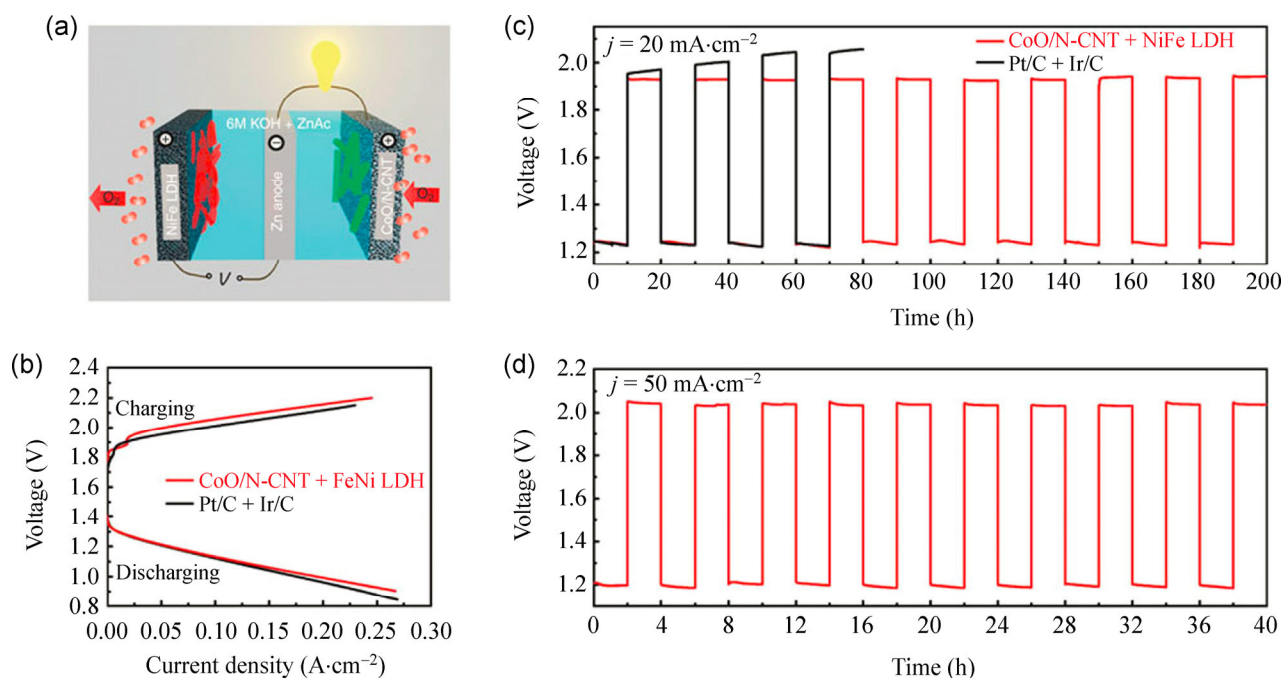 (a)
6M KOH + ZnAc
NiFe LDH
Zn anode
CoO/N-CNT
O₂
O₂
V
(b)
2.4
2.2
2.0
1.8
1.6
1.4
1.2
1.0
0.8
Voltage (V)
Charging
CoO/N-CNT + FeNi LDH
Pt/C + Ir/C
Discharging
0.00 0.05 0.10 0.15 0.20 0.25 0.30
Current density (A·cm⁻²)
(c)
j = 20 mA·cm⁻²
CoO/N-CNT + NiFe LDH
Pt/C + Ir/C
2.2
2.0
1.8
1.6
1.4
1.2
Voltage (V)
0 20 40 60 80 100 120 140 160 180 200
Time (h)
(d)
j = 50 mA·cm⁻²
2.2
2.0
1.8
1.6
1.4
1.2
Voltage (V)
0 4 8 12 16 20 24 28 32 36 40
Time (h)